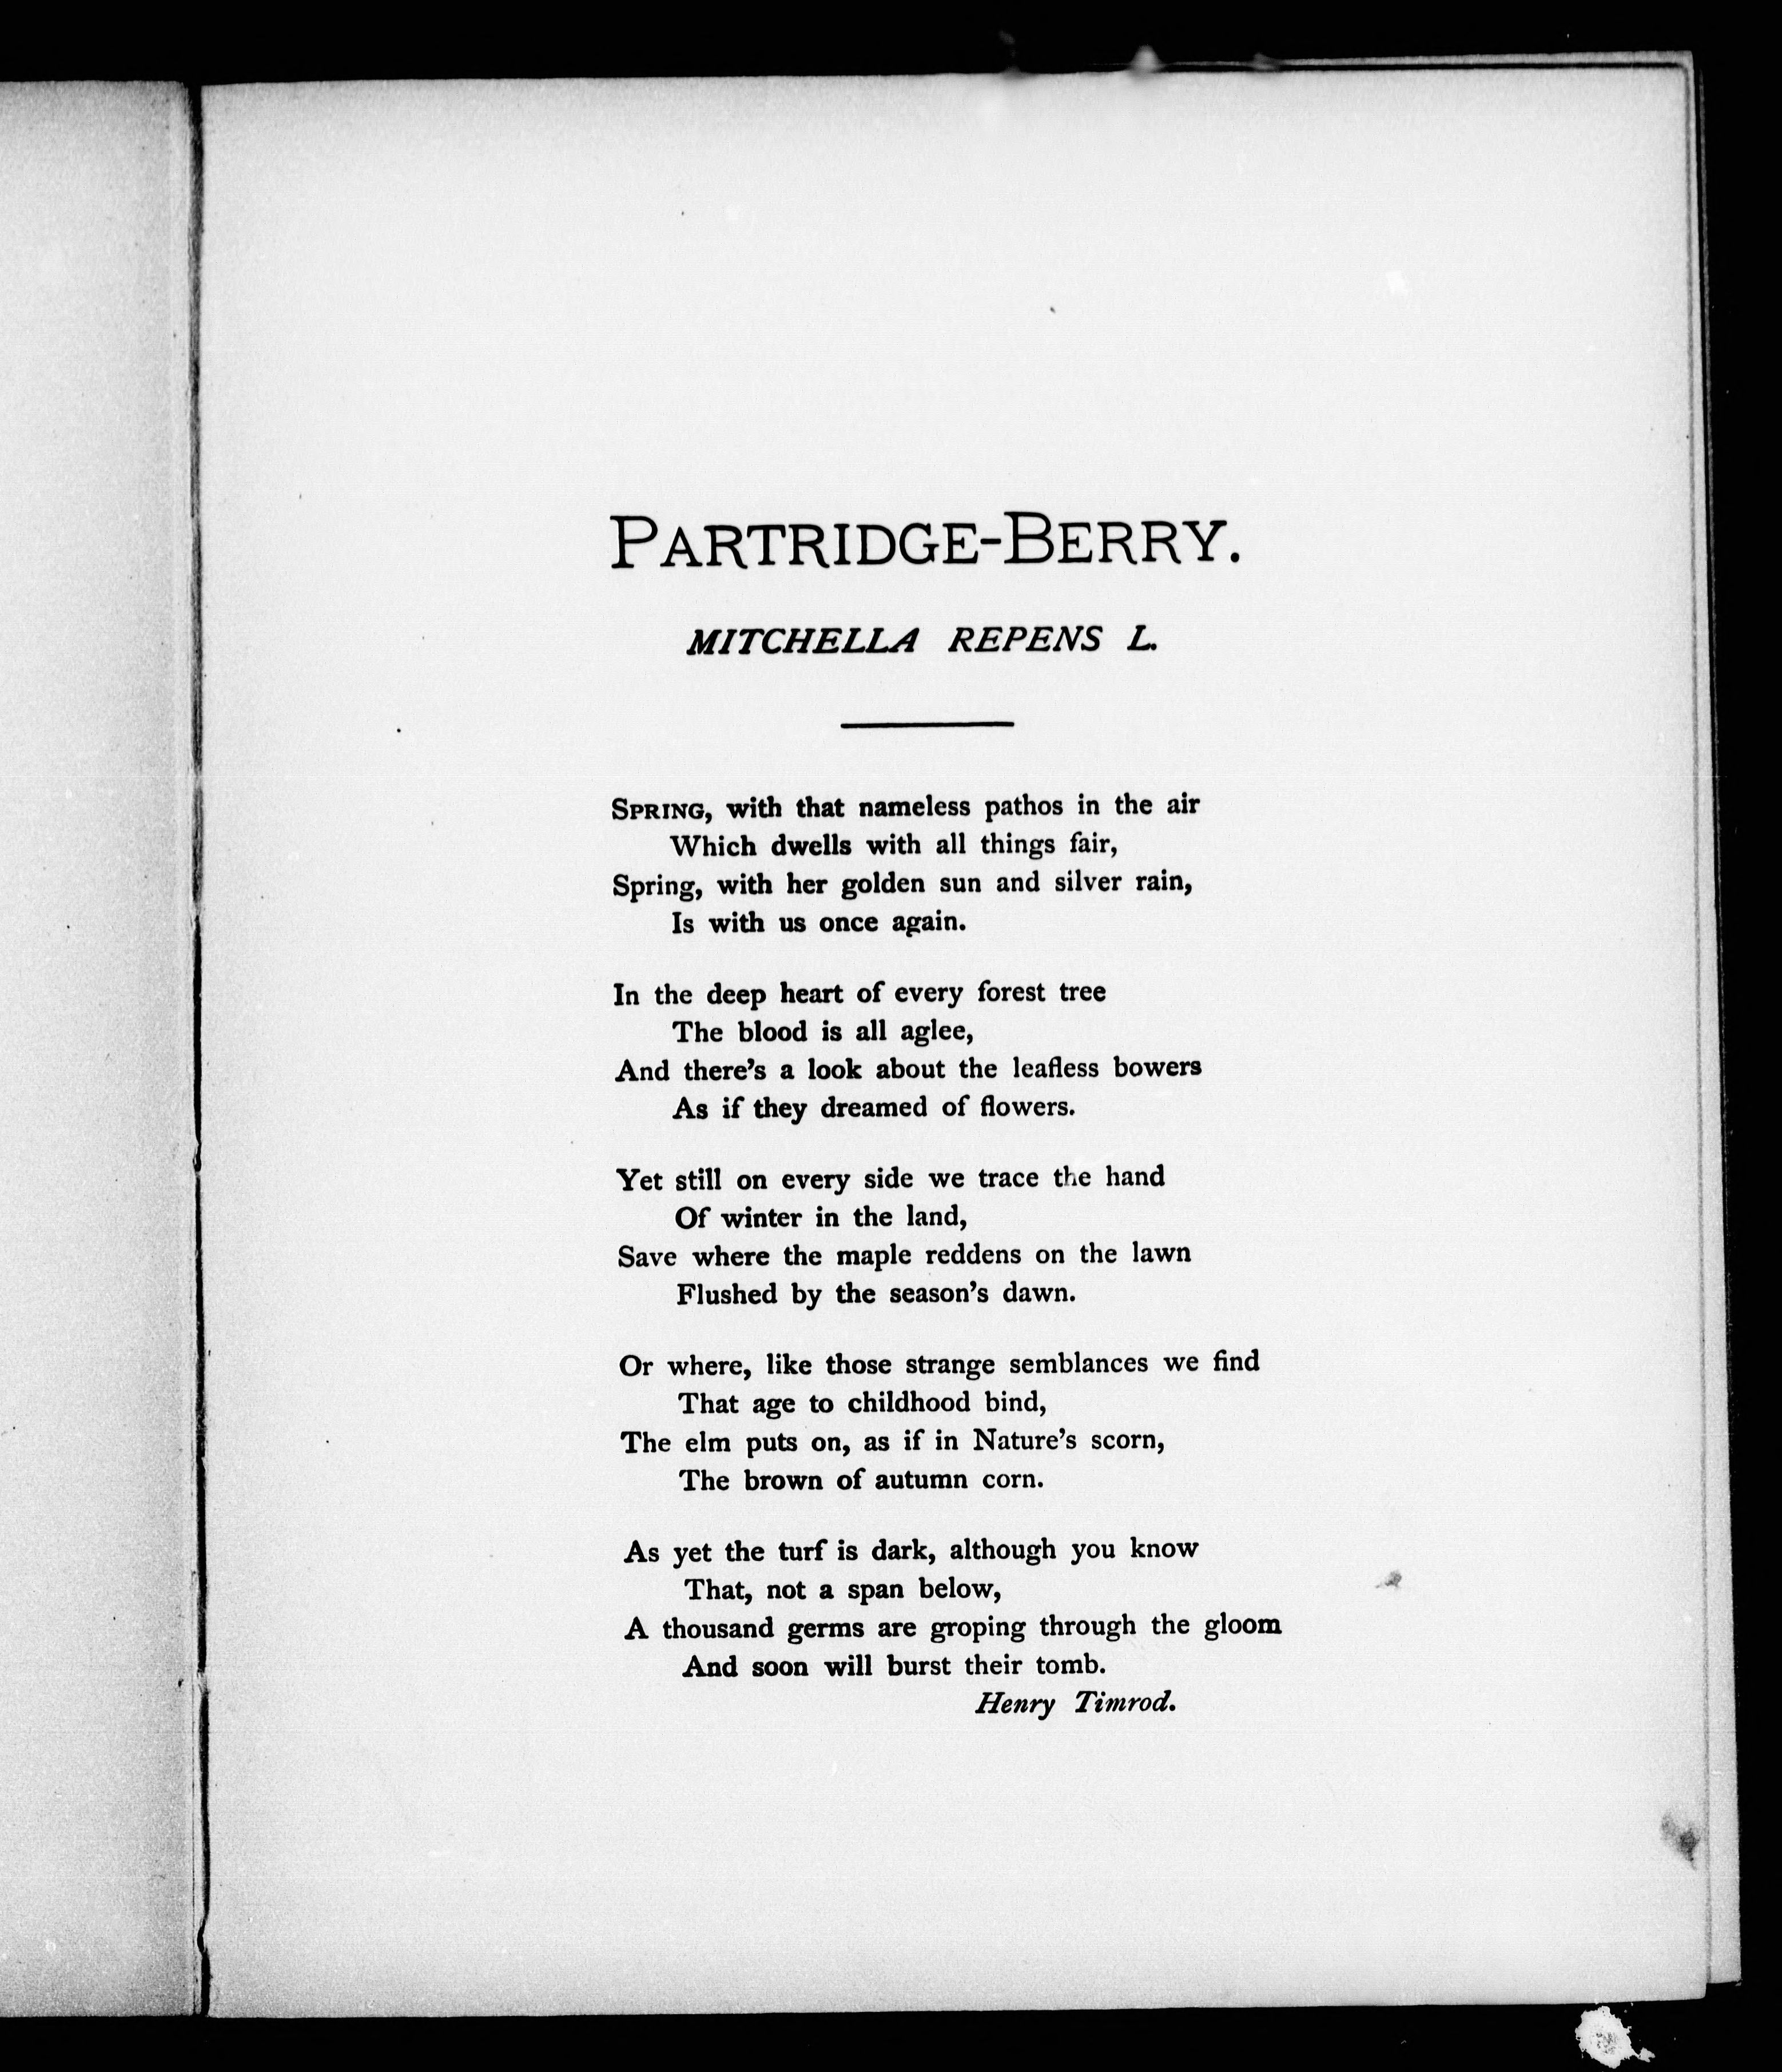 PARTRIDGE-BERRY.
MITCHELLA REPENS L.
SPRING, with that nameless pathos in the air
Which dwells with all things fair,
Spring, with her golden sun and silver rain,
Is with us once again.
In the deep heart of every forest tree
The blood is all aglee,
And there's a look about the leafless bowers
As if they dreamed of flowers.
Yet still on every side we trace the hand
Of winter in the land,
Save where the maple reddens on the lawn
Flushed by the season's dawn.
Or where, like those strange semblances we find
That age to childhood bind,
The elm puts on, as if in Nature's scorn,
The brown of autumn corn.
As yet the turf is dark, although you know
That, not a span below,
A thousand germs are groping through the gloom
And soon will burst their tomb.
Henry Timrod.